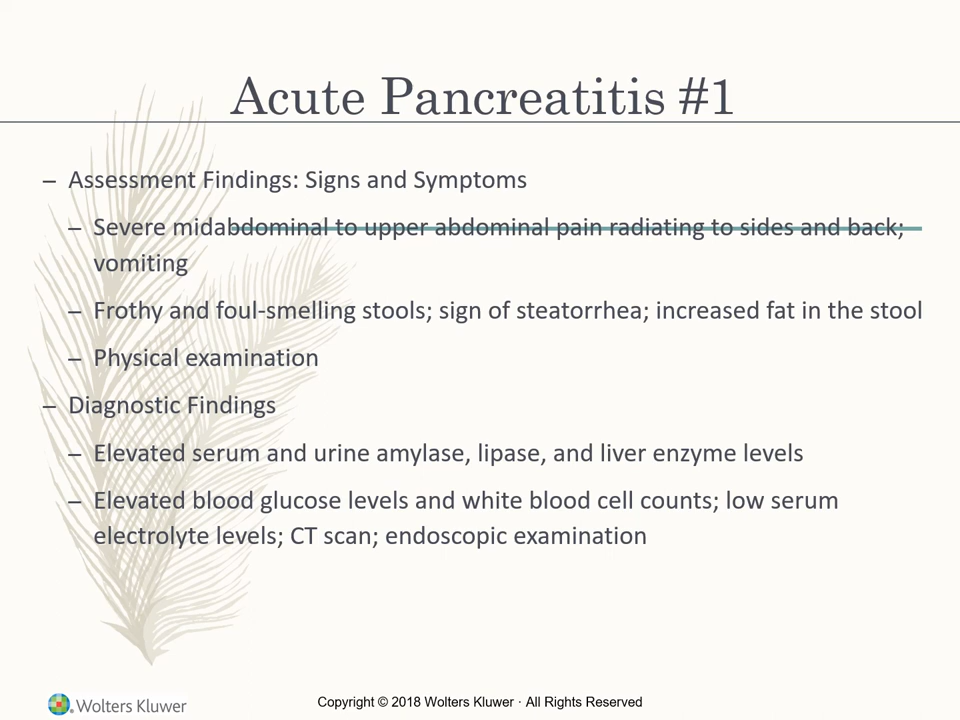 Acute Pancreatitis #1
– Assessment Findings: Signs and Symptoms
– Severe midabdominal to upper abdominal pain radiating to sides and back;
vomiting
– Frothy and foul-smelling stools; sign of steatorrhea; increased fat in the stool
– Physical examination
– Diagnostic Findings
– Elevated serum and urine amylase, lipase, and liver enzyme levels
– Elevated blood glucose levels and white blood cell counts; low serum
electrolyte levels; CT scan; endoscopic examination
Wolters Kluwer
Copyright © 2018 Wolters Kluwer · All Rights Reserved